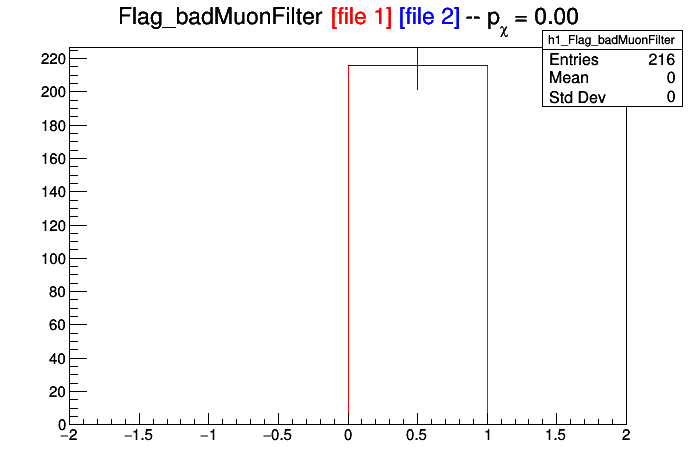 Flag_badMuonFilter [file 1] [file 2] -- pχ = 0.00
h1_Flag_badMuonFilter
Entries 216
Mean 0
Std Dev 0
220
200
180
160
140
120
100
80
60
40
20
0
−2 −1.5 −1 −0.5 0 0.5 1 1.5 2